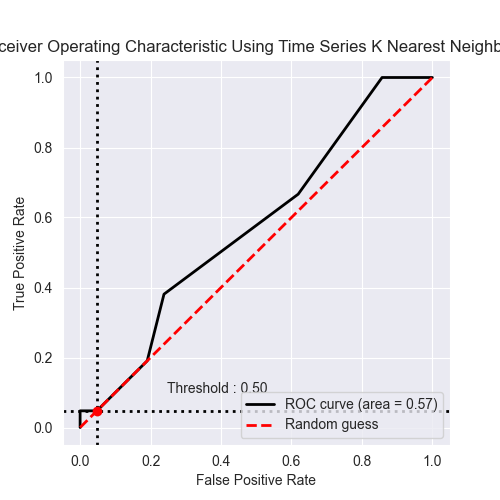 ceiver Operating Characteristic Using Time Series K Nearest Neighb
1.0
0.8
0.6
0.4
0.2
0.0
True Positive Rate
Threshold : 0.50
ROC curve (area = 0.57)
Random guess
0.0 0.2 0.4 0.6 0.8 1.0
False Positive Rate